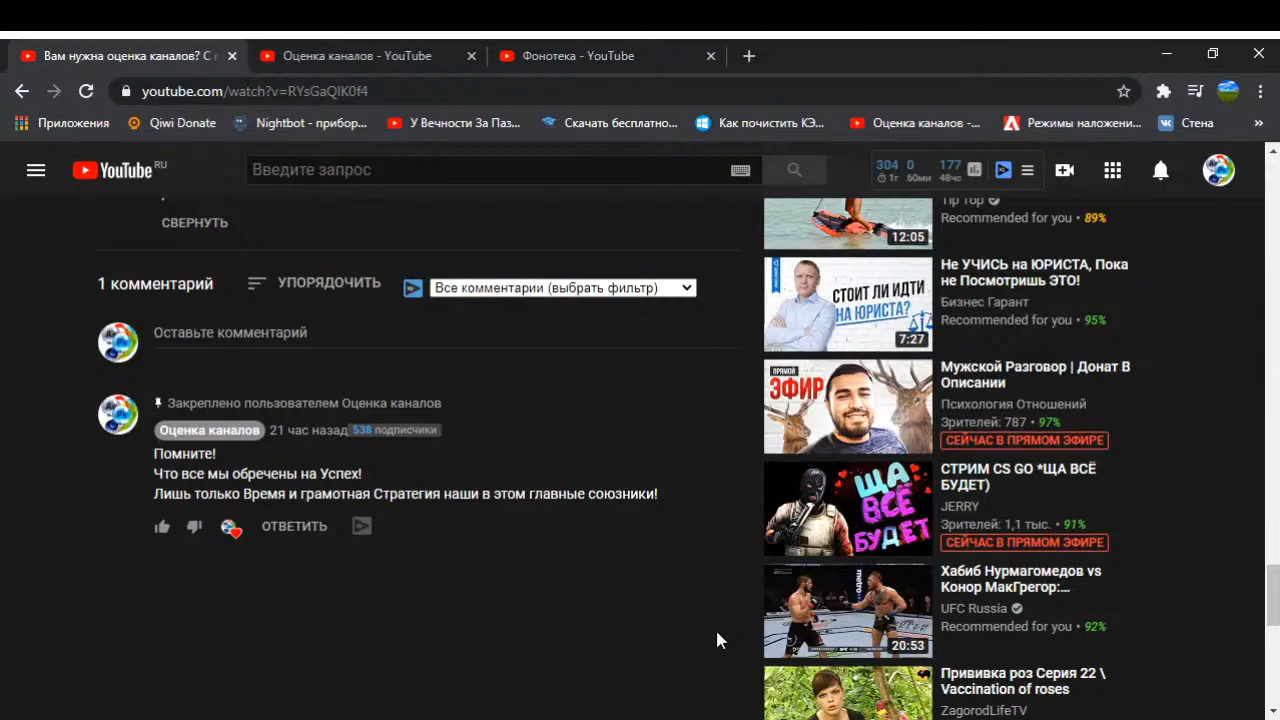 Вам нужна оценка каналов? С п
Оценка каналов - YouTube
Фонотека - YouTube
youtube.com/watch?v=RYsGaQlK0f4
Приложения
Qiwi Donate
Nightbot - прибор...
У Вечности За Паз...
Скачать бесплатно...
Как почистить КЭ...
Оценка каналов -...
Режимы наложени...
Стена
»
YouTube RU
Введите запрос
304 0 177
1г 60мин 48чс
СВЕРНУТЬ
1 комментарий
УПОРЯДОЧИТЬ
Все комментарии (выбрать фильтр)
Оставьте комментарий
Закреплено пользователем Оценка каналов
Оценка каналов 21 час назад 538 подписчики
Помните!
Что все мы обречены на Успех!
Лишь только Время и грамотная Стратегия наши в этом главные союзники!
ОТВЕТИТЬ
12:05
Tip Top
Recommended for you • 89%
СТОИТ ЛИ ИДТИ
НА ЮРИСТА?
7:27
Не УЧИСЬ на ЮРИСТА, Пока
не Посмотришь ЭТО!
Бизнес Гарант
Recommended for you • 95%
ПРЯМОЙ
ЭФИР
Мужской Разговор | Донат В
Описании
Психология Отношений
Зрителей: 787 • 97%
СЕЙЧАС В ПРЯМОМ ЭФИРЕ
ЩА
ВСЁ
БУДЕТ
СТРИМ CS GO *ЩА ВСЁ
БУДЕТ)
JERRY
Зрителей: 1,1 тыс. • 91%
СЕЙЧАС В ПРЯМОМ ЭФИРЕ
metro
20:53
Хабиб Нурмагомедов vs
Конор МакГрегор:...
UFC Russia
Recommended for you • 92%
Прививка роз Серия 22 \
Vaccination of roses
ZagorodLifeTV